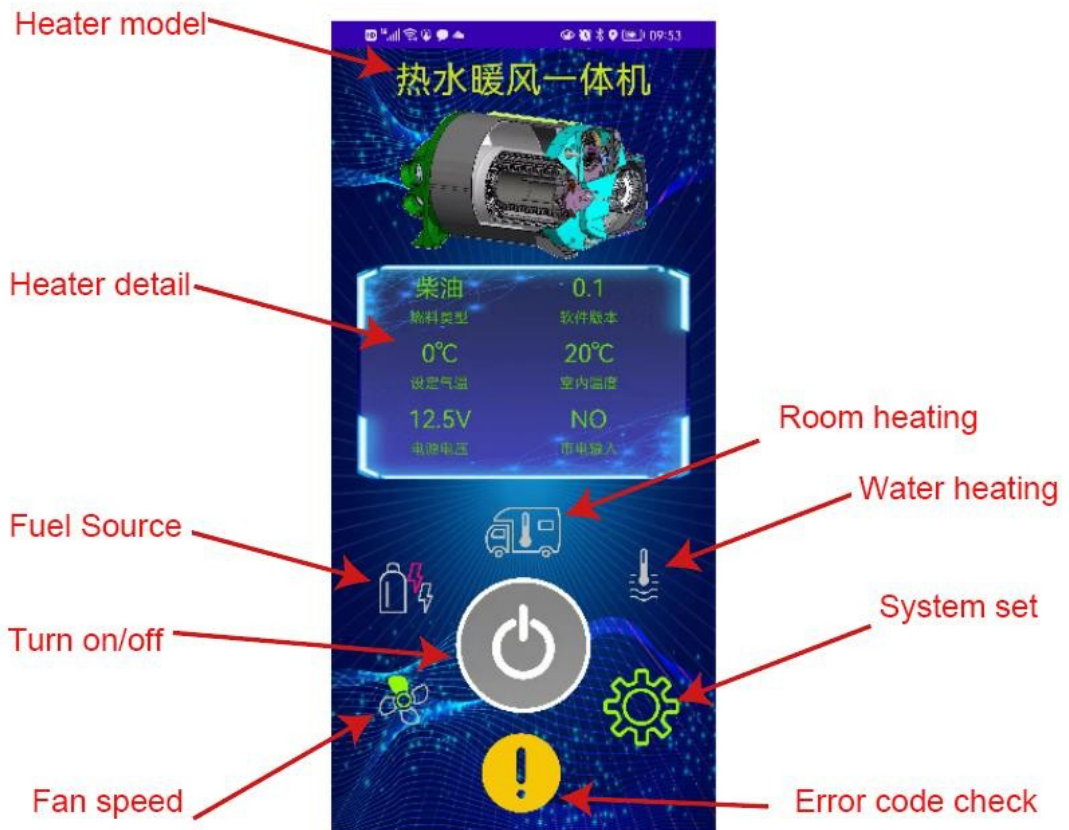 Heater model
09:53
热水暖风一体机
Heater detail
柴油 0.1
燃料类型 软件版本
0℃ 20℃
设定气温 室内温度
12.5V NO
电源电压 市电输入
Room heating
Water heating
Fuel Source
System set
Turn on/off
Fan speed
Error code check